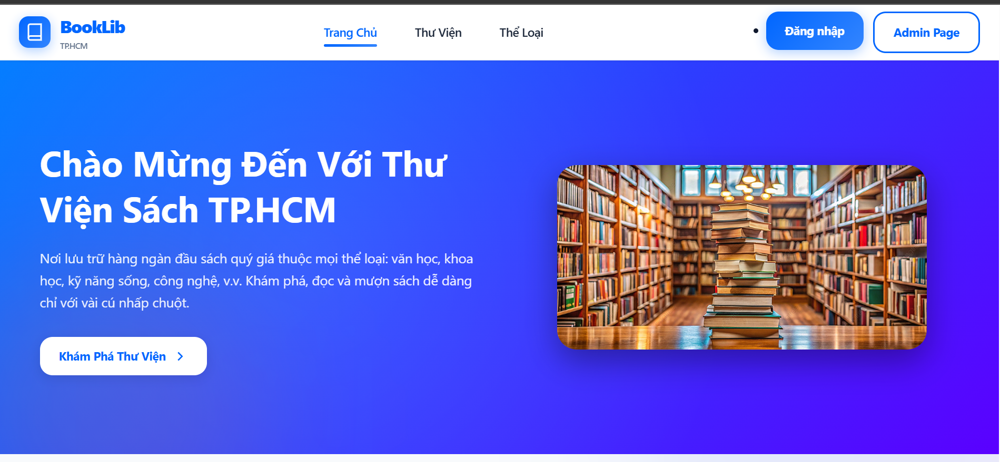 BookLib
TP.HCM
Trang Chủ
Thư Viện
Thể Loại
Đăng nhập
Admin Page
Chào Mừng Đến Với Thư
Viện Sách TP.HCM
Nơi lưu trữ hàng ngàn đầu sách quý giá thuộc mọi thể loại: văn học, khoa
học, kỹ năng sống, công nghệ, v.v. Khám phá, đọc và mượn sách dễ dàng
chỉ với vài cú nhấp chuột.
Khám Phá Thư Viện